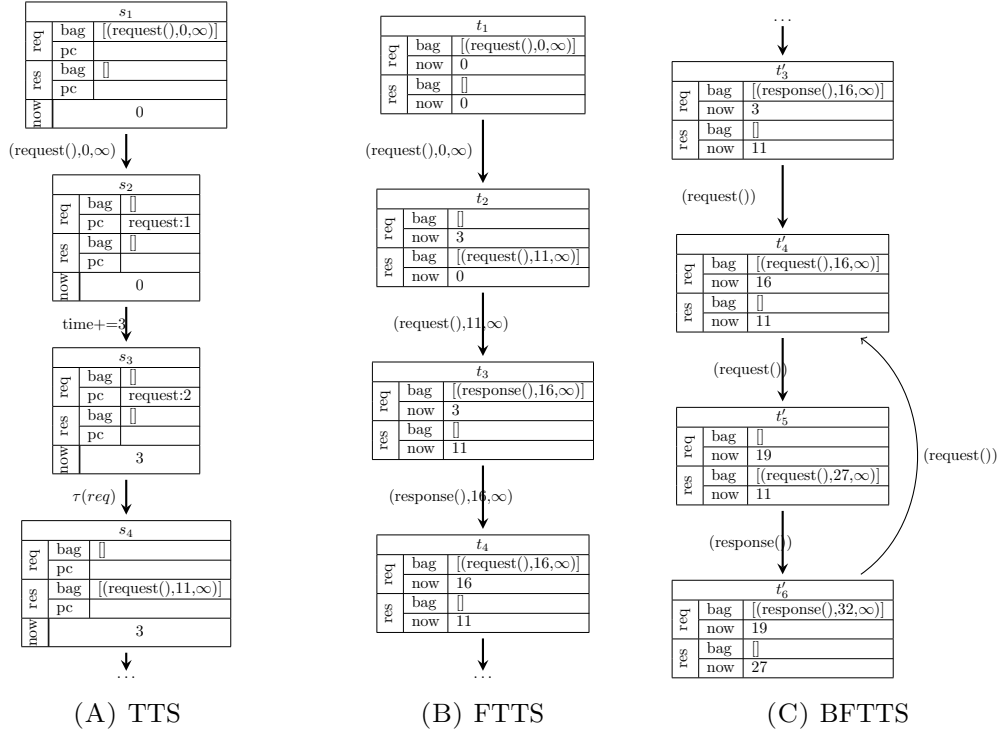 s1
req bag [(request(),0,∞)]
pc
res bag []
pc
now 0
(request(),0,∞)
s2
req bag []
pc request:1
res bag []
pc
now 0
time+=3
s3
req bag []
pc request:2
res bag []
pc
now 3
τ(req)
s4
req bag []
pc
res bag [(request(),11,∞)]
pc
now 3
...
(A) TTS
t1
req bag [(request(),0,∞)]
now 0
res bag []
now 0
(request(),0,∞)
t2
req bag []
now 3
res bag [(request(),11,∞)]
now 0
(request(),11,∞)
t3
req bag [(response(),16,∞)]
now 3
res bag []
now 11
(response(),16,∞)
t4
req bag [(request(),16,∞)]
now 16
res bag []
now 11
...
(B) FTTS
...
t′3
req bag [(response(),16,∞)]
now 3
res bag []
now 11
(request())
t′4
req bag [(request(),16,∞)]
now 16
res bag []
now 11
(request())
t′5
req bag []
now 19
res bag [(request(),27,∞)]
now 11
(response())
t′6
req bag [(response(),32,∞)]
now 19
res bag []
now 27
(request())
(C) BFTTS